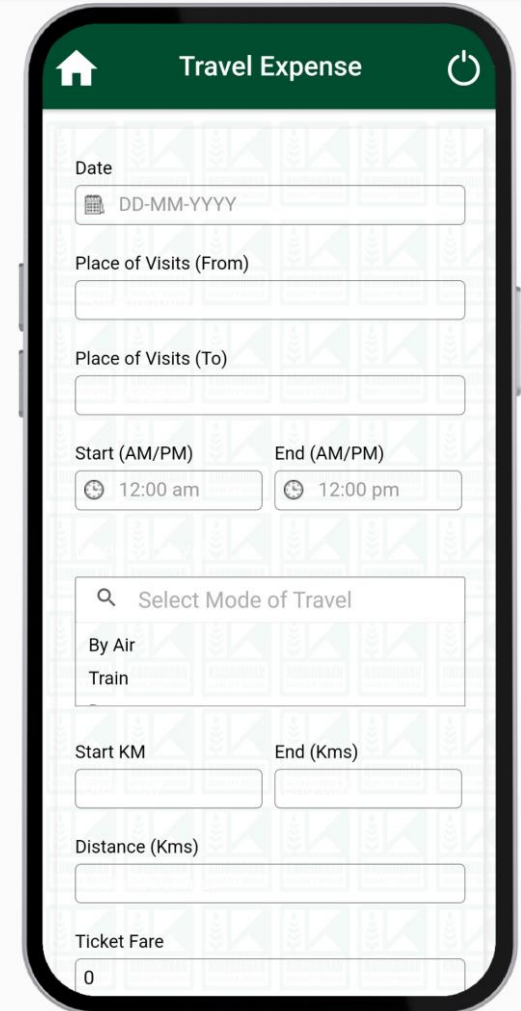 Travel Expense
Date
DD-MM-YYYY
Place of Visits (From)
Place of Visits (To)
Start (AM/PM) End (AM/PM)
12:00 am 12:00 pm
Select Mode of Travel
By Air
Train
Start KM End (Kms)
Distance (Kms)
Ticket Fare
0